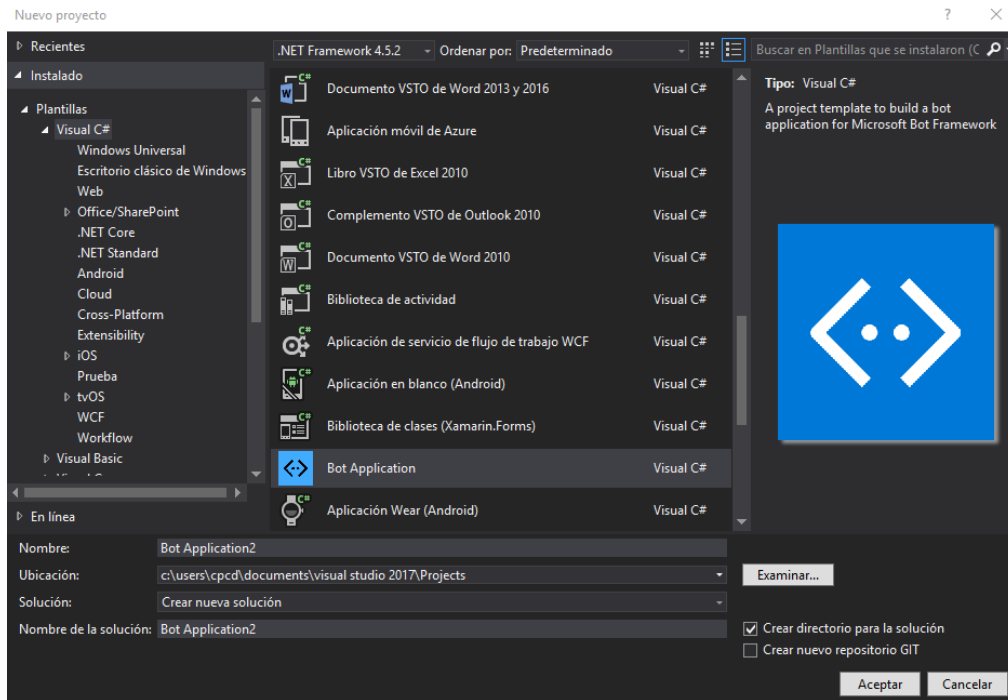 Nuevo proyecto
?
Recientes
.NET Framework 4.5.2
Ordenar por: Predeterminado
Buscar en Plantillas que se instalaron (C
Instalado
Plantillas
Visual C#
Windows Universal
Escritorio clásico de Windows
Web
Office/SharePoint
.NET Core
.NET Standard
Android
Cloud
Cross-Platform
Extensibility
iOS
Prueba
tvOS
WCF
Workflow
Visual Basic
En línea
Documento VSTO de Word 2013 y 2016 Visual C#
Aplicación móvil de Azure Visual C#
Libro VSTO de Excel 2010 Visual C#
Complemento VSTO de Outlook 2010 Visual C#
Documento VSTO de Word 2010 Visual C#
Biblioteca de actividad Visual C#
Aplicación de servicio de flujo de trabajo WCF Visual C#
Aplicación en blanco (Android) Visual C#
Biblioteca de clases (Xamarin.Forms) Visual C#
Bot Application Visual C#
Aplicación Wear (Android) Visual C#
Tipo: Visual C#
A project template to build a bot
application for Microsoft Bot Framework
Nombre: Bot Application2
Ubicación: c:\users\cpcd\documents\visual studio 2017\Projects
Examinar...
Solución: Crear nueva solución
Nombre de la solución: Bot Application2
Crear directorio para la solución
Crear nuevo repositorio GIT
Aceptar
Cancelar